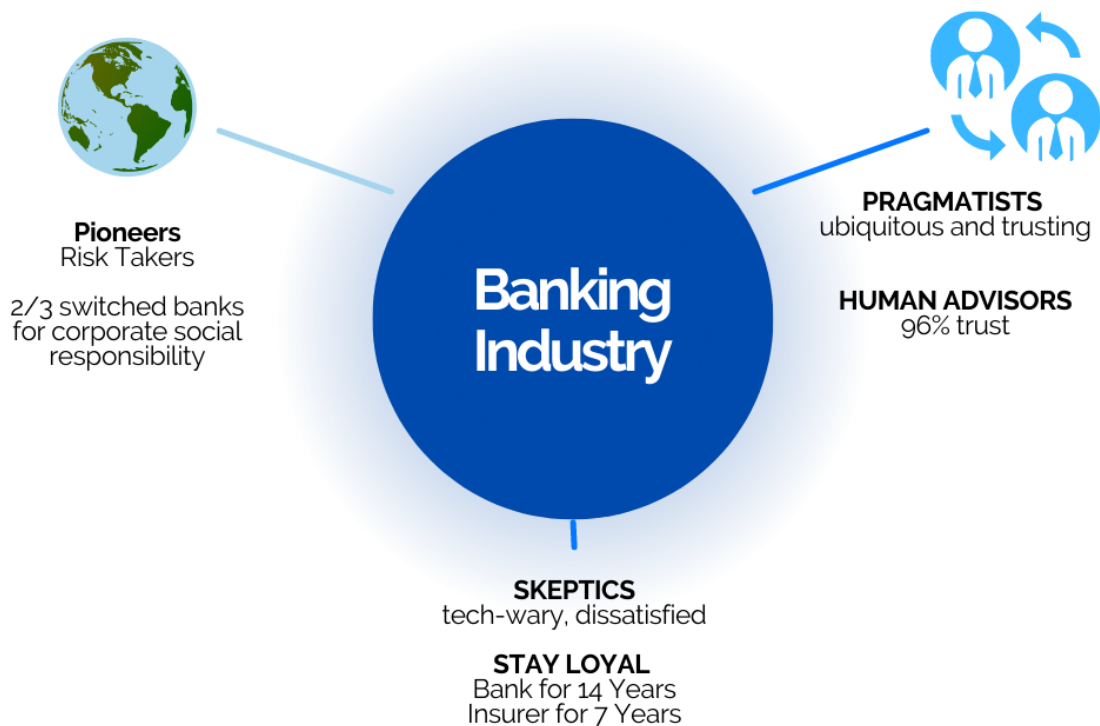 Pioneers
Risk Takers
2/3 switched banks
for corporate social
responsibility
Banking
Industry
PRAGMATISTS
ubiquitous and trusting
HUMAN ADVISORS
96% trust
SKEPTICS
tech-wary, dissatisfied
STAY LOYAL
Bank for 14 Years
Insurer for 7 Years